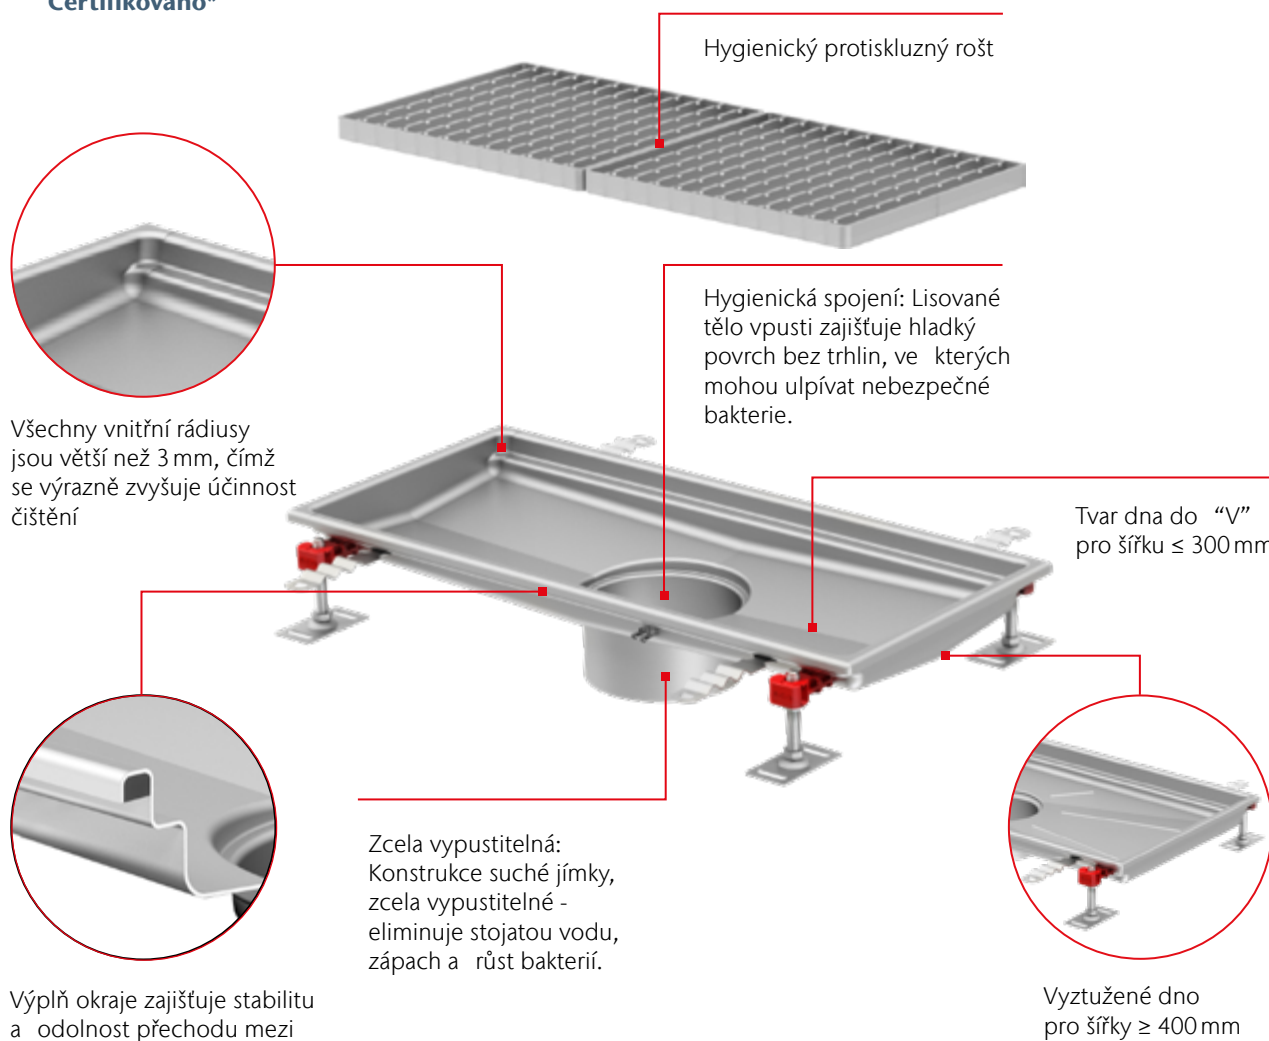 Certifikováno*
Hygienický protiskluzný rošt
Hygienická spojení: Lisované
tělo vpusti zajišťuje hladký
povrch bez trhlin, ve kterých
mohou ulpívat nebezpečné
bakterie.
Všechny vnitřní rádiusy
jsou větší než 3 mm, čímž
se výrazně zvyšuje účinnost
čištění
Tvar dna do “V”
pro šířku ≤ 300 mm
Zcela vypustitelná:
Konstrukce suché jímky,
zcela vypustitelné -
eliminuje stojatou vodu,
zápach a růst bakterií.
Výplň okraje zajišťuje stabilitu
a odolnost přechodu mezi
Vyztužené dno
pro šířky ≥ 400 mm